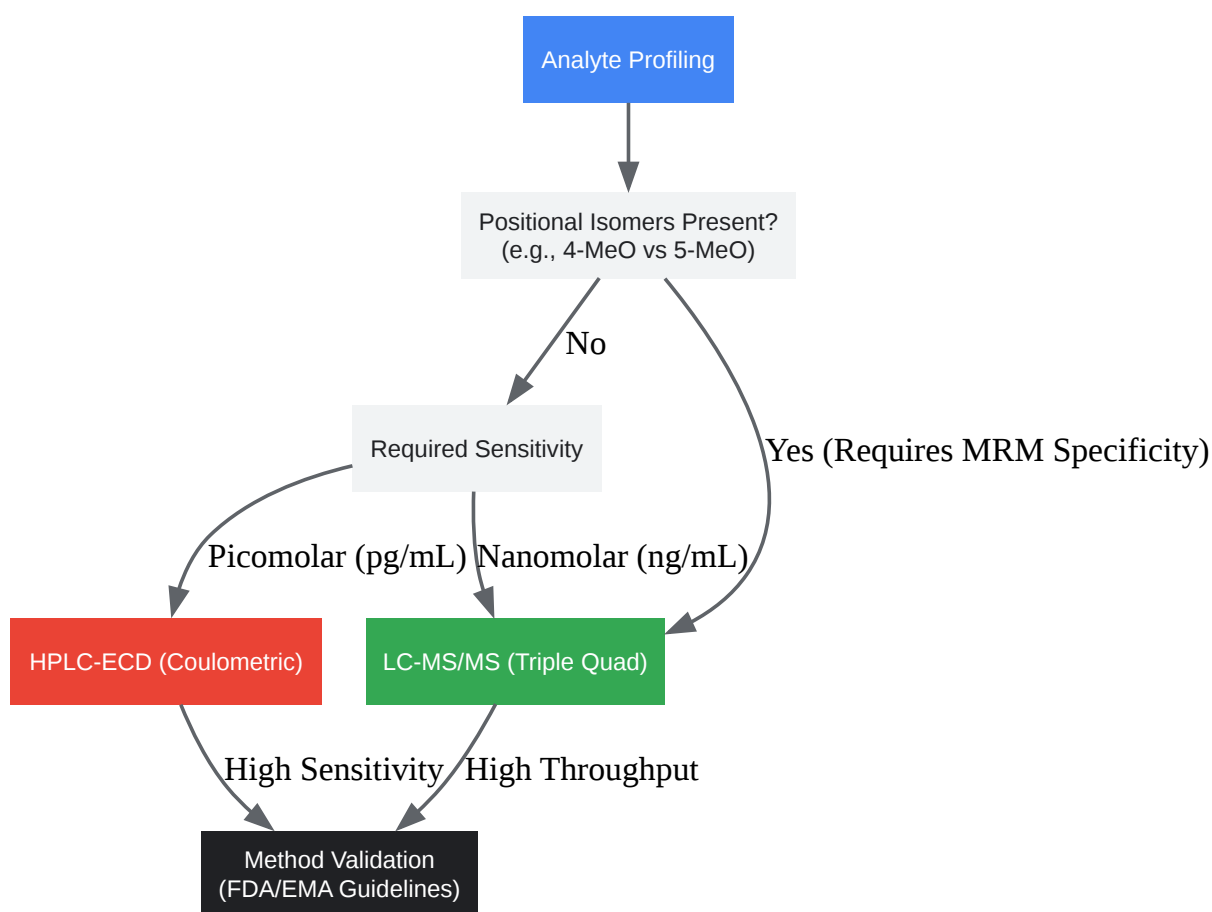 Analyte Profiling
Positional Isomers Present?
(e.g., 4-MeO vs 5-MeO)
No
Required Sensitivity
Yes (Requires MRM Specificity)
Picomolar (pg/mL)
Nanomolar (ng/mL)
HPLC-ECD (Coulometric)
LC-MS/MS (Triple Quad)
High Sensitivity
High Throughput
Method Validation
(FDA/EMA Guidelines)